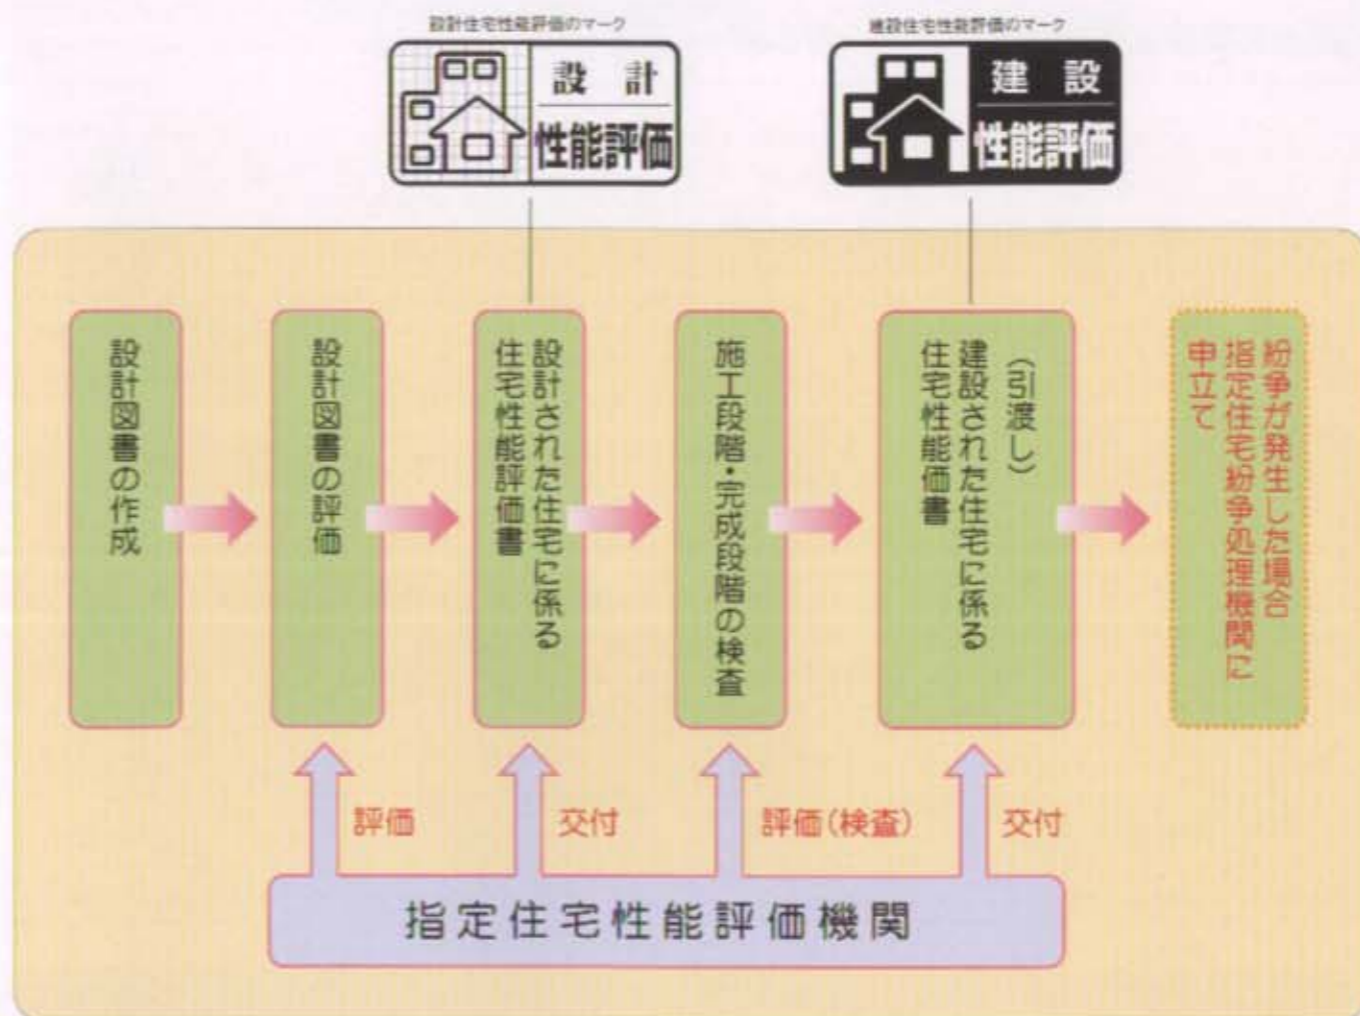 設計住宅性能評価のマーク
設計
性能評価
建設住宅性能評価のマーク
建設
性能評価
設計図書の作成
設計図書の評価
設計された住宅に係る
住宅性能評価書
施工段階・完成段階の検査
(引渡し)
建設された住宅に係る
住宅性能価書
紛争が発生した場合
指定住宅紛争処理機関に
申立て
評価
交付
評価(検査)
交付
指定住宅性能評価機関